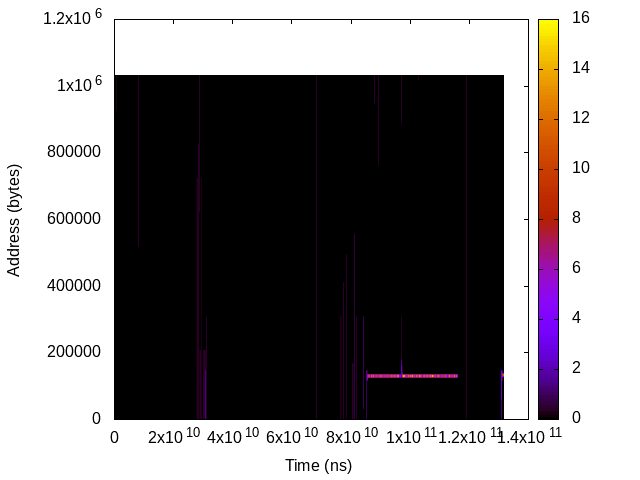 1.2x10 6
1x10 6
800000
600000
400000
200000
0
Address (bytes)
0
2x10 10
4x10 10
6x10 10
8x10 10
1x10 11
1.2x10 11
1.4x10 11
Time (ns)
16
14
12
10
8
6
4
2
0